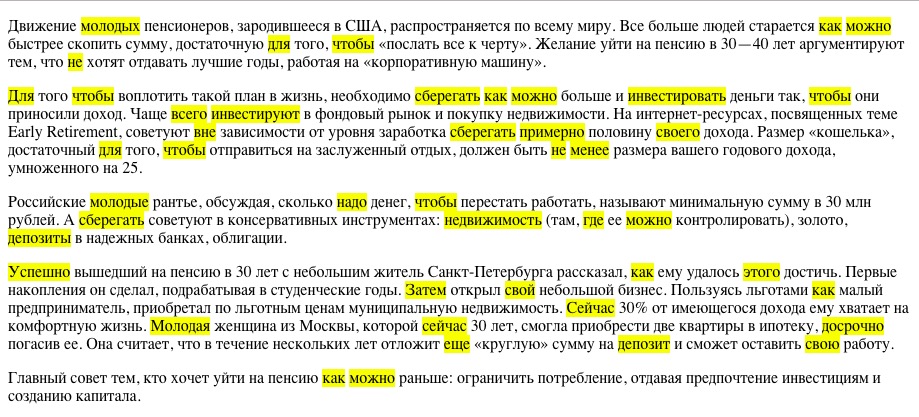 Движение молодых пенсионеров, зародившееся в США, распространяется по всему миру. Все больше людей старается как можно
быстрее скопить сумму, достаточную для того, чтобы «послать все к черту». Желание уйти на пенсию в 30—40 лет аргументируют
тем, что не хотят отдавать лучшие годы, работая на «корпоративную машину».
Для того чтобы воплотить такой план в жизнь, необходимо сберегать как можно больше и инвестировать деньги так, чтобы они
приносили доход. Чаще всего инвестируют в фондовый рынок и покупку недвижимости. На интернет-ресурсах, посвященных теме
Early Retirement, советуют вне зависимости от уровня заработка сберегать примерно половину своего дохода. Размер «кошелька»,
достаточный для того, чтобы отправиться на заслуженный отдых, должен быть не менее размера вашего годового дохода,
умноженного на 25.
Российские молодые рантье, обсуждая, сколько надо денег, чтобы перестать работать, называют минимальную сумму в 30 млн
рублей. А сберегать советуют в консервативных инструментах: недвижимость (там, где ее можно контролировать), золото,
депозиты в надежных банках, облигации.
Успешно вышедший на пенсию в 30 лет с небольшим житель Санкт-Петербурга рассказал, как ему удалось этого достичь. Первые
накопления он сделал, подрабатывая в студенческие годы. Затем открыл свой небольшой бизнес. Пользуясь льготами как малый
предприниматель, приобретал по льготным ценам муниципальную недвижимость. Сейчас 30% от имеющегося дохода ему хватает на
комфортную жизнь. Молодая женщина из Москвы, которой сейчас 30 лет, смогла приобрести две квартиры в ипотеку, досрочно
погасив ее. Она считает, что в течение нескольких лет отложит еще «круглую» сумму на депозит и сможет оставить свою работу.
Главный совет тем, кто хочет уйти на пенсию как можно раньше: ограничить потребление, отдавая предпочтение инвестициям и
созданию капитала.